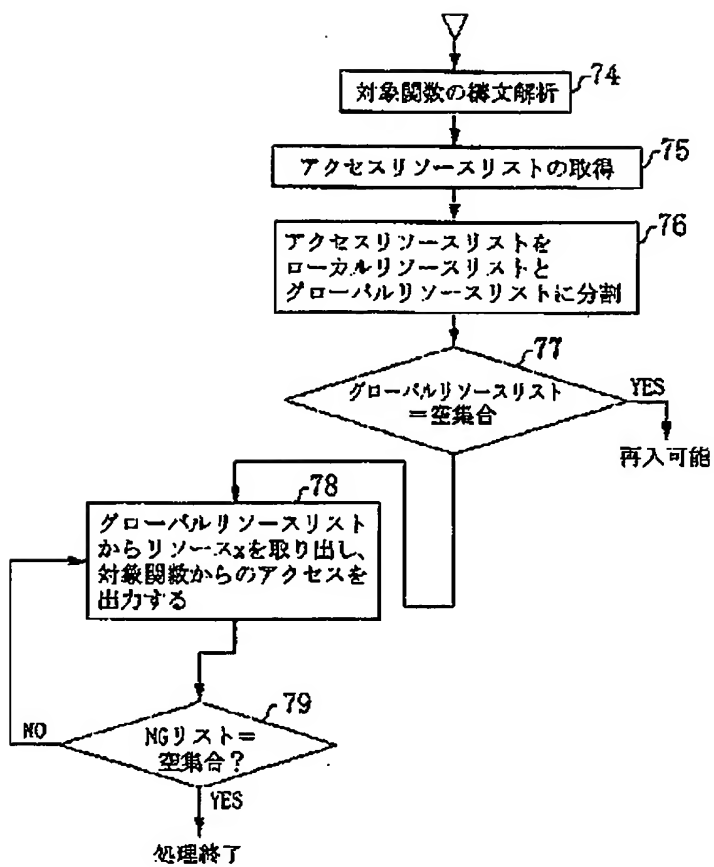 74
対象関数の構文解析
75
アクセスリソースリストの取得
76
アクセスリソースリストを
ローカルリソースリストと
グローバルリソースリストに分割
77
グローバルリソースリスト
=空集合
YES
再入可能
78
グローバルリソースリスト
からリソースxを取り出し、
対象関数からのアクセスを
出力する
79
NGリスト=
空集合?
NO
YES
処理終了